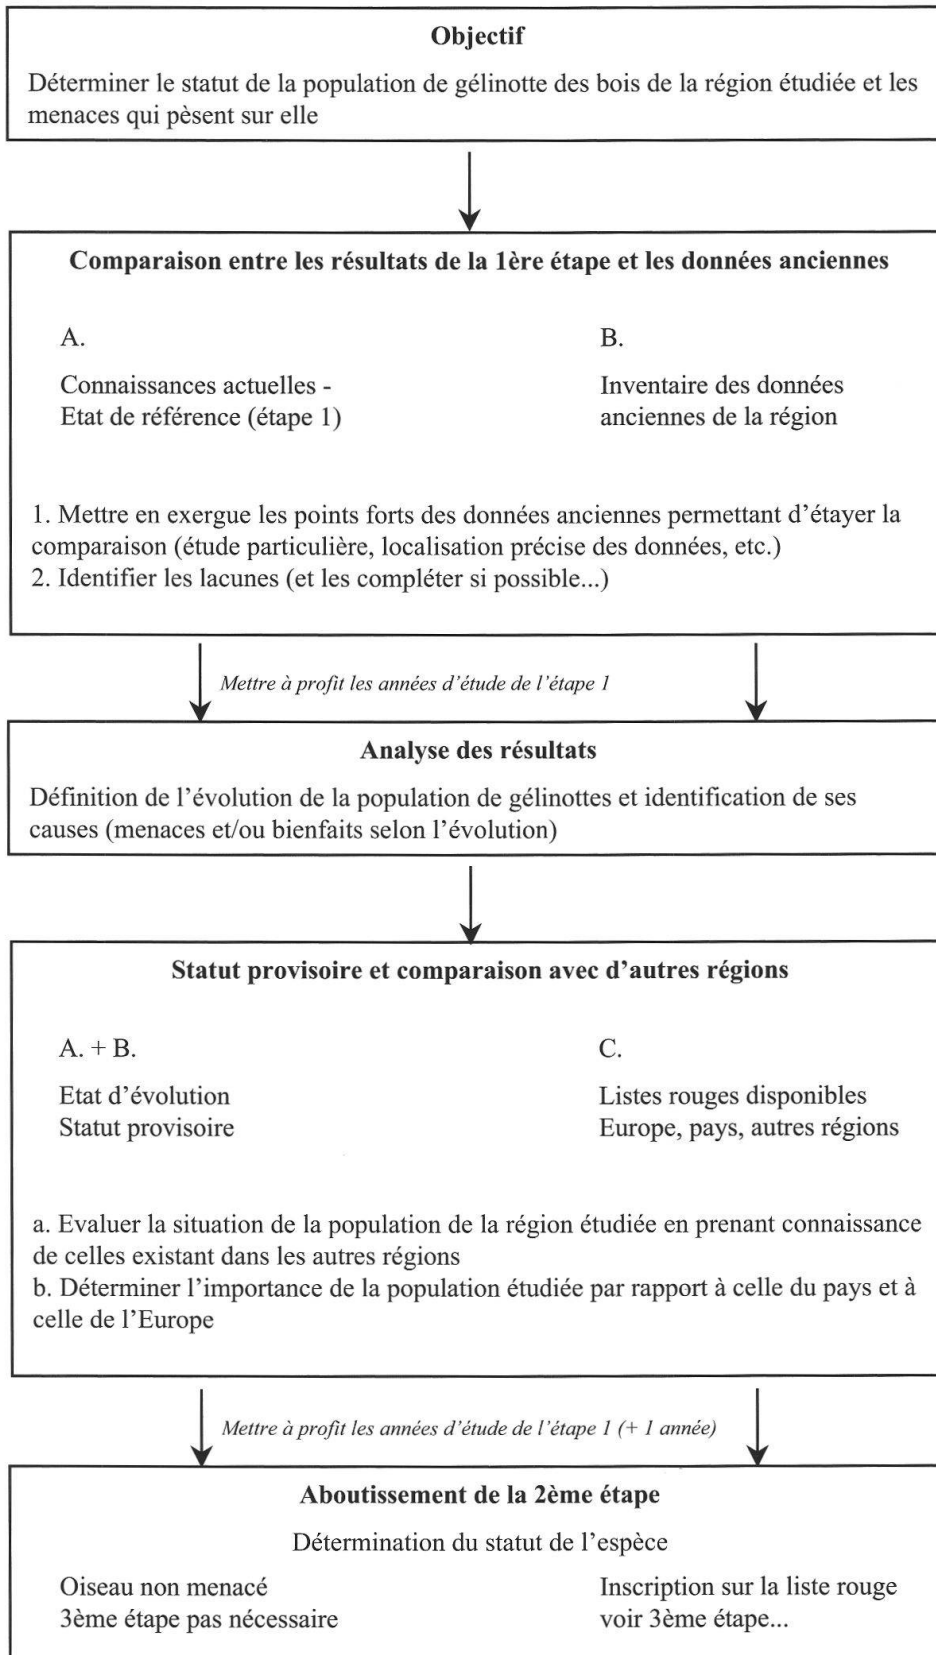 Objectif
Déterminer le statut de la population de gélinotte des bois de la région étudiée et les
menaces qui pèsent sur elle
Comparaison entre les résultats de la 1ère étape et les données anciennes
A.
Connaissances actuelles -
Etat de référence (étape 1)
B.
Inventaire des données
anciennes de la région
1. Mettre en exergue les points forts des données anciennes permettant d'étayer la
comparaison (étude particulière, localisation précise des données, etc.)
2. Identifier les lacunes (et les compléter si possible...)
Mettre à profit les années d'étude de l'étape 1
Analyse des résultats
Définition de l'évolution de la population de gélinottes et identification de ses
causes (menaces et/ou bienfaits selon l'évolution)
Statut provisoire et comparaison avec d'autres régions
A. + B.
Etat d'évolution
Statut provisoire
C.
Listes rouges disponibles
Europe, pays, autres régions
a. Evaluer la situation de la population de la région étudiée en prenant connaissance
de celles existant dans les autres régions
b. Déterminer l'importance de la population étudiée par rapport à celle du pays et à
celle de l'Europe
Mettre à profit les années d'étude de l'étape 1 (+ 1 année)
Aboutissement de la 2ème étape
Détermination du statut de l'espèce
Oiseau non menacé
3ème étape pas nécessaire
Inscription sur la liste rouge
voir 3ème étape...